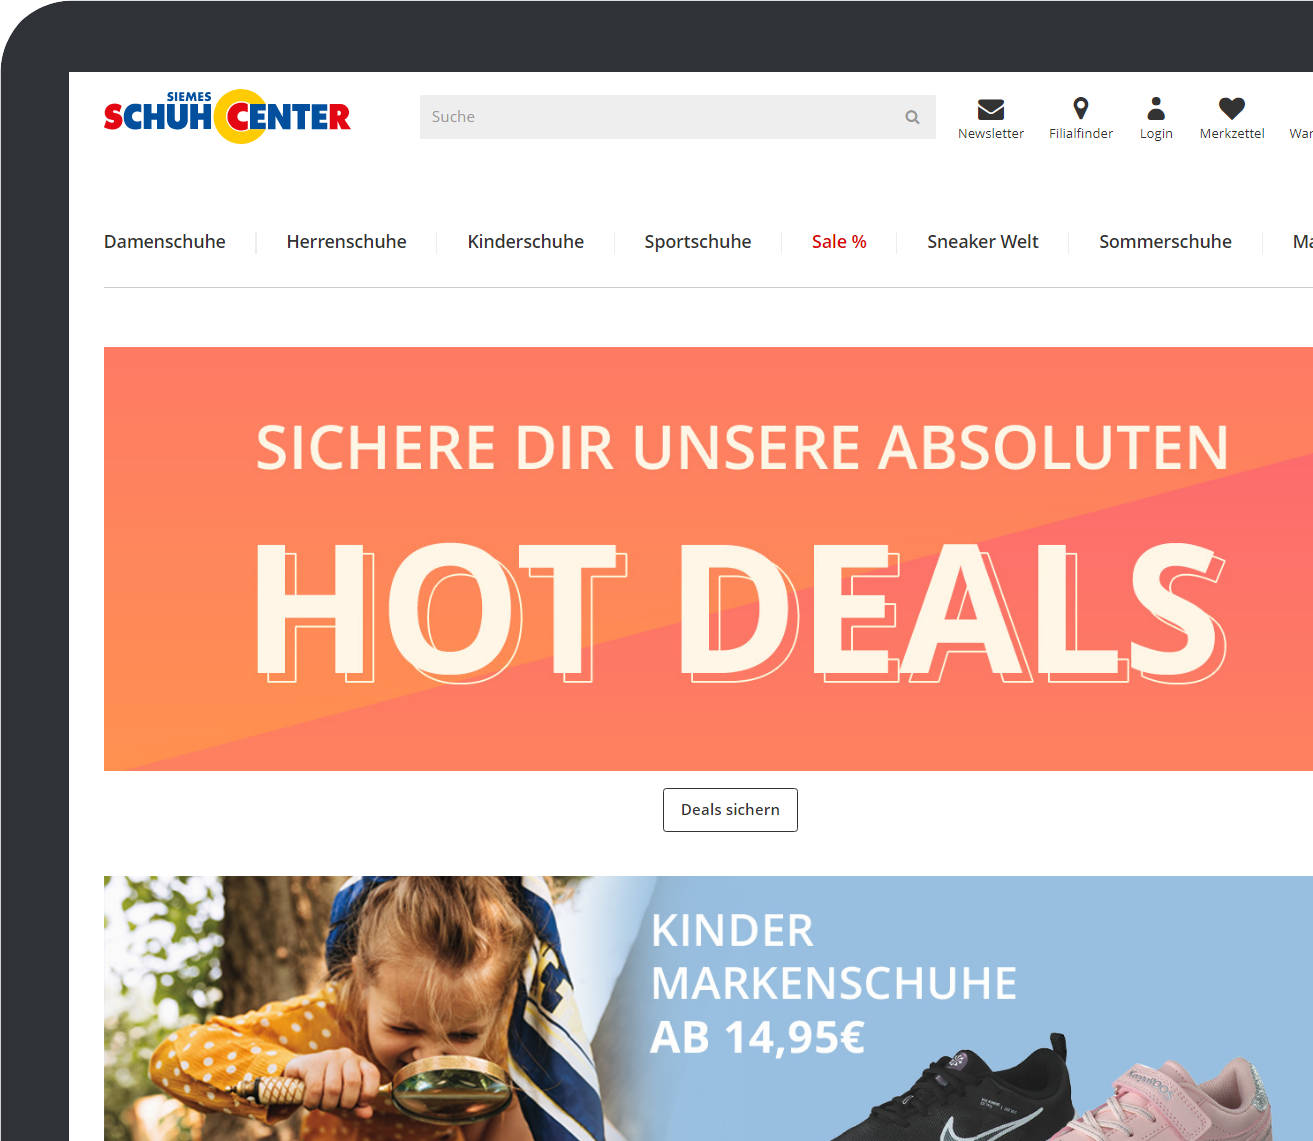 SIEMES
SCHUH CENTER
Suche
Newsletter
Filialfinder
Login
Merkzettel
War
Damenschuhe
Herrenschuhe
Kinderschuhe
Sportschuhe
Sale %
Sneaker Welt
Sommerschuhe
Ma
SICHERE DIR UNSERE ABSOLUTEN
HOT DEALS
Deals sichern
KINDER
MARKENSCHUHE
AB 14,95€